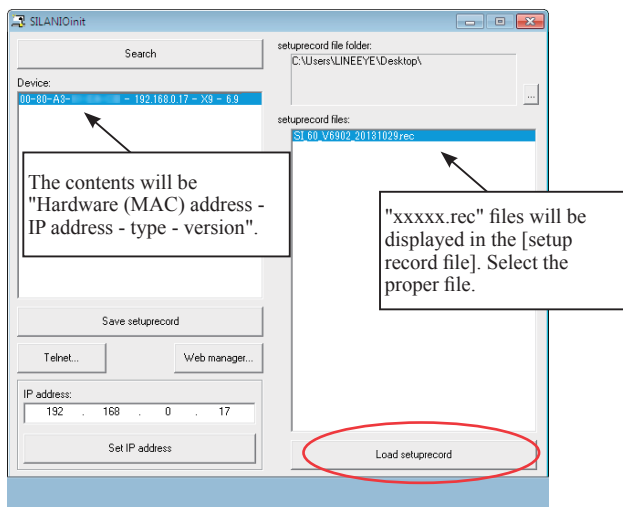 SILANIOinit
Search
setuprecord file folder:
C:\Users\LINEEYE\Desktop\
...
Device:
00-80-A3- - 192.168.0.17 - X9 - 6.9
setuprecord files:
SI_60_V6902_20131029.rec
The contents will be
"Hardware (MAC) address -
IP address - type - version".
"xxxxx.rec" files will be
displayed in the [setup
record file]. Select the
proper file.
Save setuprecord
Telnet...
Web manager...
IP address:
192 . 168 . 0 . 17
Set IP address
Load setuprecord